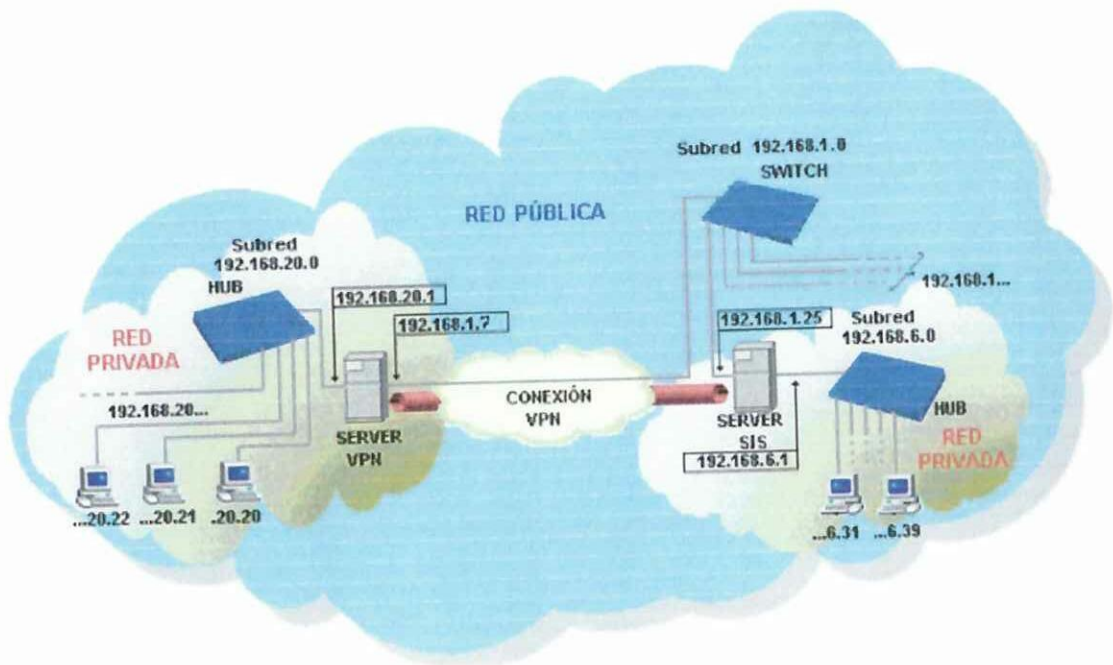 Subred 192.168.1.0
SWITCH
RED PÚBLICA
Subred
192.168.20.0
HUB
192.168.20.1
192.168.1.7
RED
PRIVADA
192.168.20...
SERVER
VPN
...20.22
...20.21
.20.20
CONEXIÓN
VPN
192.168.1...
192.168.1.25
Subred
192.168.6.0
SERVER
SIS
192.168.6.1
HUB
RED
PRIVADA
...6.31
...6.39